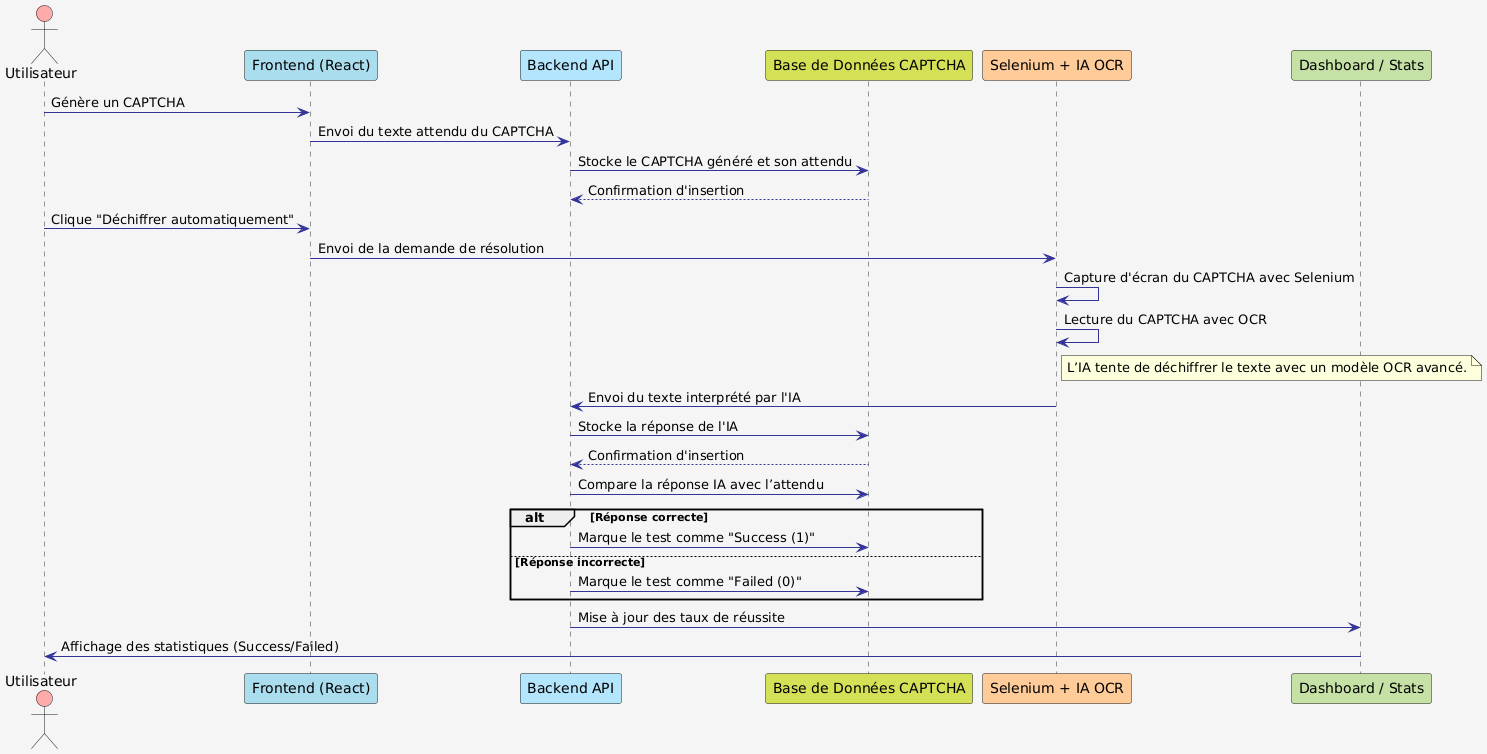 Utilisateur
Frontend (React)
Backend API
Base de Données CAPTCHA
Selenium + IA OCR
Dashboard / Stats
Génère un CAPTCHA
Envoi du texte attendu du CAPTCHA
Stocke le CAPTCHA généré et son attendu
Confirmation d'insertion
Clique "Déchiffrer automatiquement"
Envoi de la demande de résolution
Capture d'écran du CAPTCHA avec Selenium
Lecture du CAPTCHA avec OCR
L’IA tente de déchiffrer le texte avec un modèle OCR avancé.
Envoi du texte interprété par l'IA
Stocke la réponse de l'IA
Confirmation d'insertion
Compare la réponse IA avec l’attendu
alt
[Réponse correcte]
Marque le test comme "Success (1)"
[Réponse incorrecte]
Marque le test comme "Failed (0)"
Mise à jour des taux de réussite
Affichage des statistiques (Success/Failed)
Utilisateur
Frontend (React)
Backend API
Base de Données CAPTCHA
Selenium + IA OCR
Dashboard / Stats